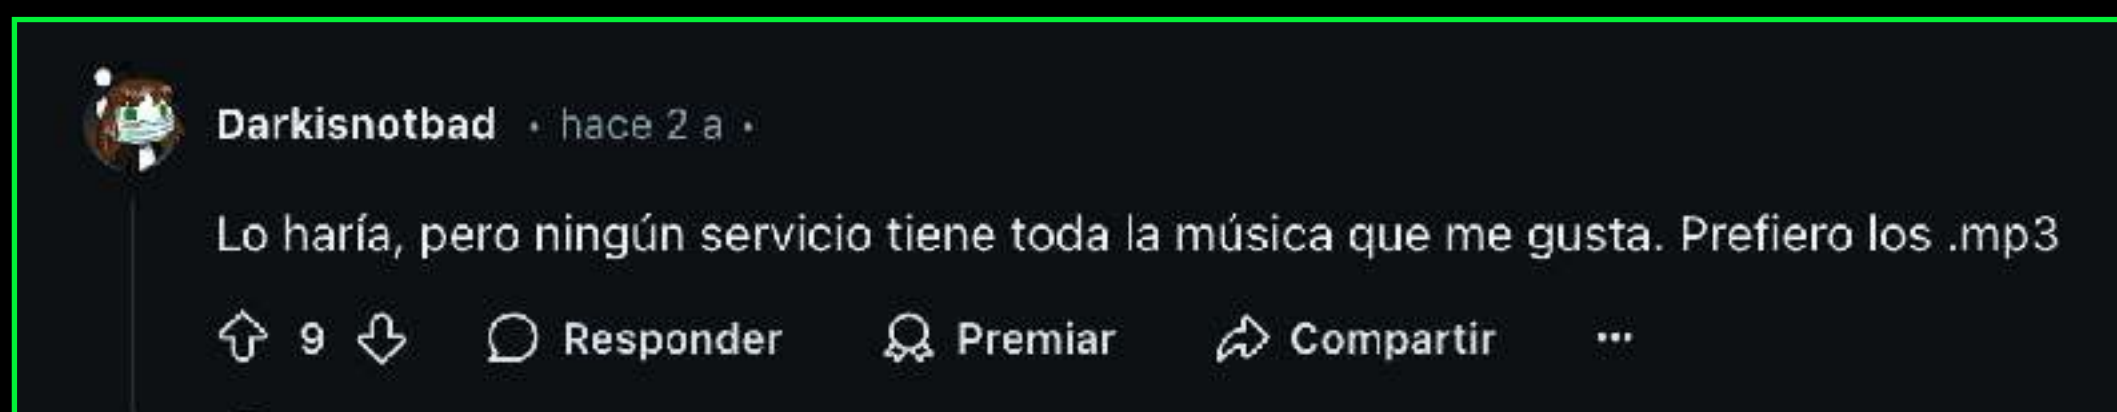 Darkisnotbad · hace 2 a ·
Lo haría, pero ningún servicio tiene toda la música que me gusta. Prefiero los .mp3
9 Responder Premiar Compartir ...